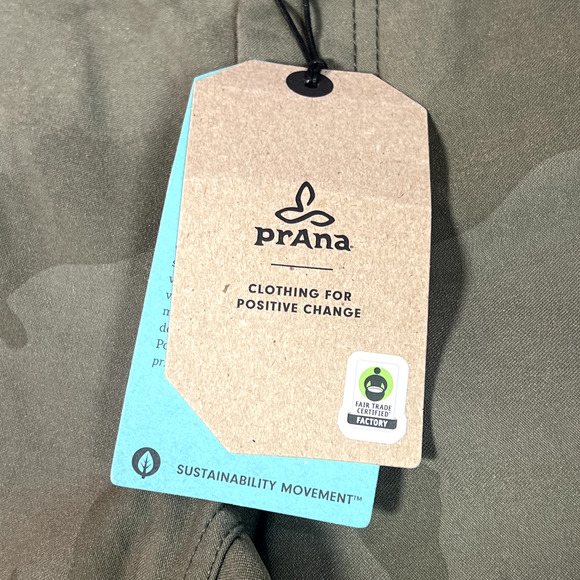 prAna
CLOTHING FOR
POSITIVE CHANGE
FAIR TRADE
CERTIFIED
FACTORY
SUSTAINABILITY MOVEMENT™